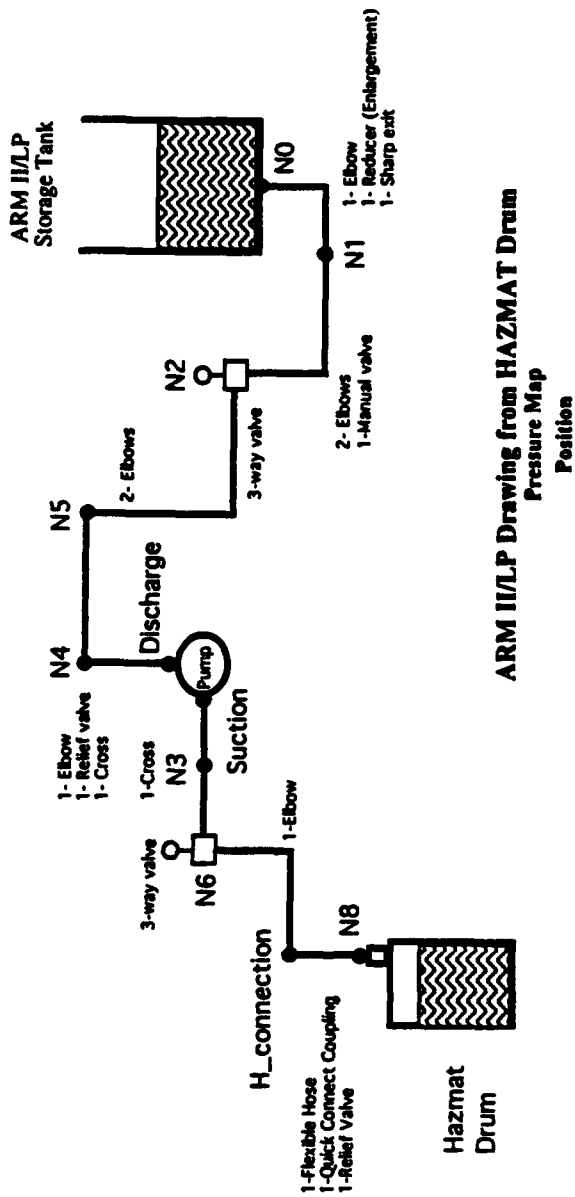 ARM II/LP
Storage Tank
N0
1- Elbow
1- Reducer (Enlargement)
1- Sharp exit
N1
N2
2- Elbows
1-Manual valve
3-way valve
2- Elbows
N5
N4
Discharge
1- Elbow
1- Relief valve
1- Cross
Pump
Suction
1-Cross
N3
3-way valve
N6
1-Elbow
H_connection
N8
1-Flexible Hose
1-Quick Connect Coupling
1-Relief Valve
Hazmat
Drum
ARM II/LP Drawing from HAZMAT Drum
Pressure Map
Position